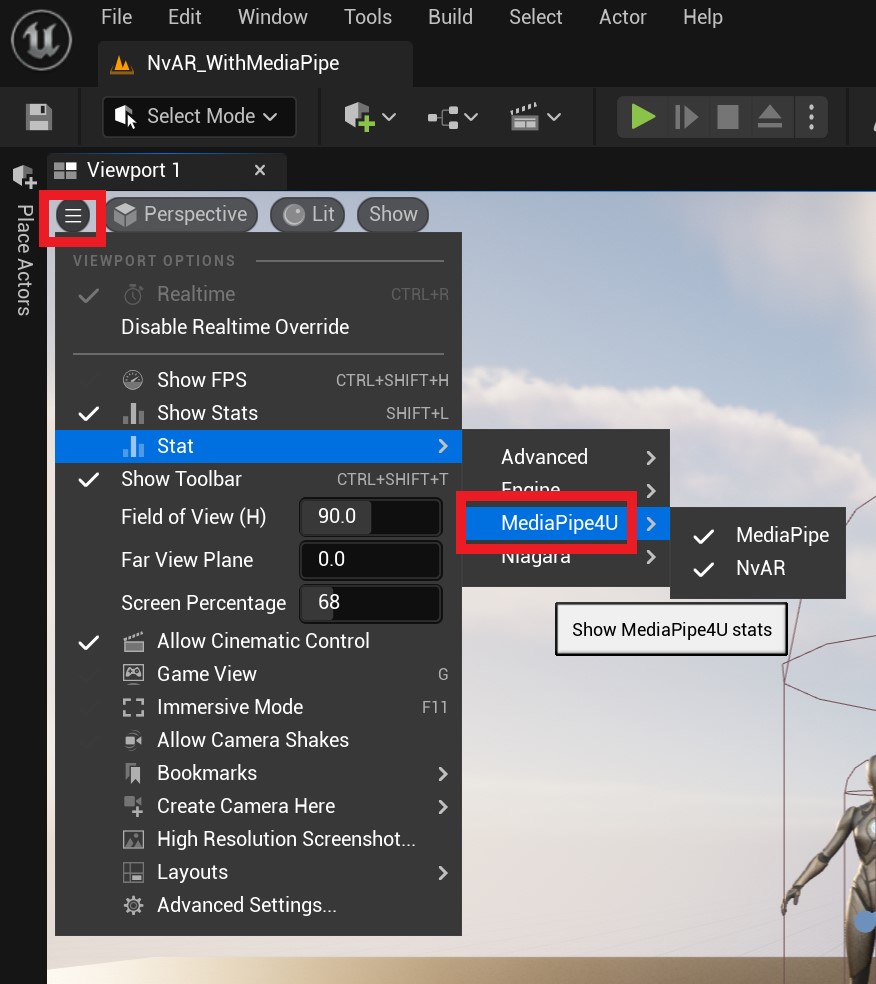 File Edit Window Tools Build Select Actor Help
NvAR_WithMediaPipe
Select Mode
Viewport 1
Place Actors
Perspective Lit Show
VIEWPORT OPTIONS
Realtime CTRL+R
Disable Realtime Override
Show FPS CTRL+SHIFT+H
Show Stats SHIFT+L
Stat
Show Toolbar CTRL+SHIFT+T
Field of View (H) 90.0
Far View Plane 0.0
Screen Percentage 68
Allow Cinematic Control
Game View G
Immersive Mode F11
Allow Camera Shakes
Bookmarks
Create Camera Here
High Resolution Screenshot...
Layouts
Advanced Settings...
Advanced
Engine
MediaPipe4U
Niagara
MediaPipe
NvAR
Show MediaPipe4U stats